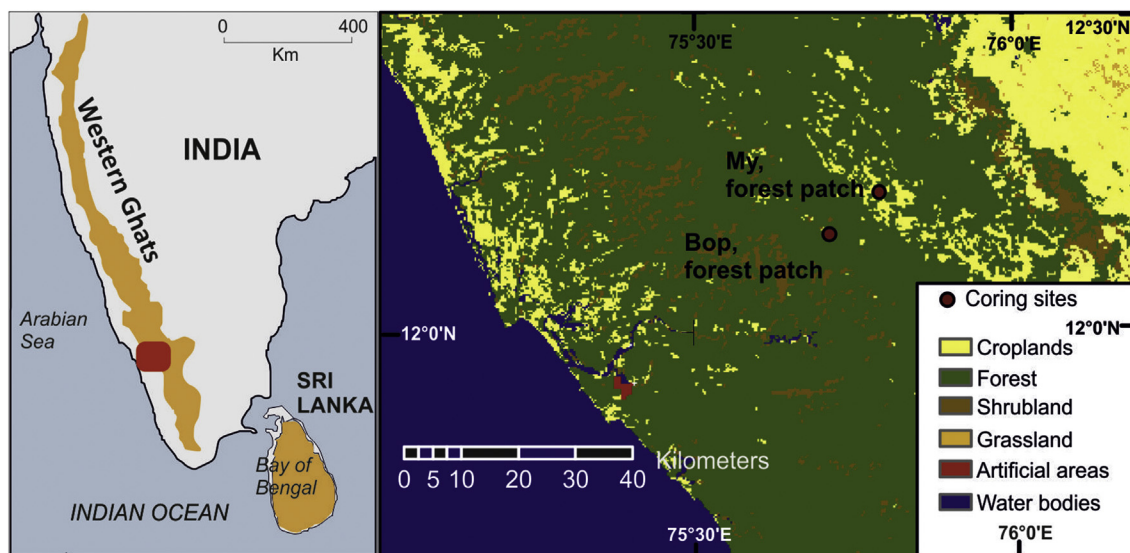 0
400
Km
Western Ghats
INDIA
Arabian
Sea
SRI
LANKA
Bay of
Bengal
INDIAN OCEAN
75°30'E
76°0'E
12°30'N
My,
forest patch
Bop,
forest patch
12°0'N
12°0'N
0
5
10
20
30
40
Kilometers
75°30'E
76°0'E
Coring sites
Croplands
Forest
Shrubland
Grassland
Artificial areas
Water bodies